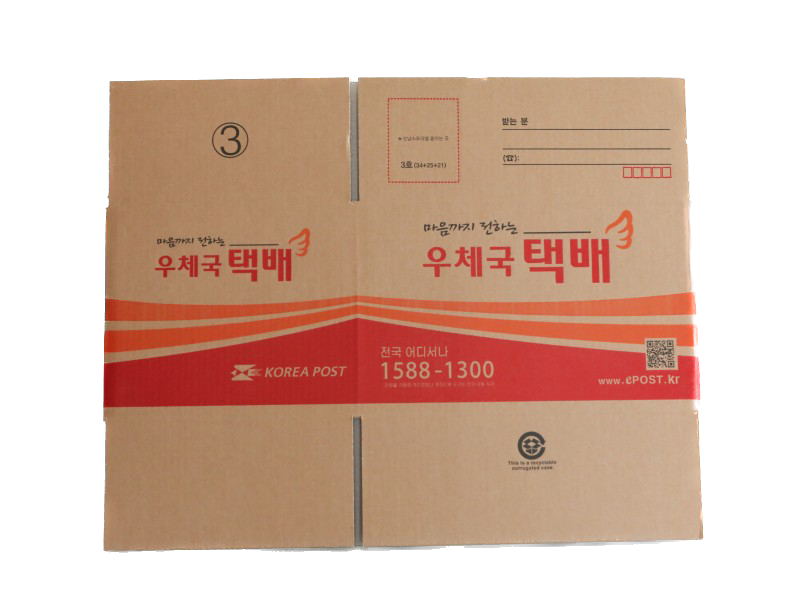 ③
받는 분
3호(34×25×21)
(☎):
마음까지 전하는
우체국 택배
마음까지 전하는
우체국 택배
KOREA POST
전국 어디서나
1588-1300
www.ePOST.kr
This is a recyclable
corrugated case